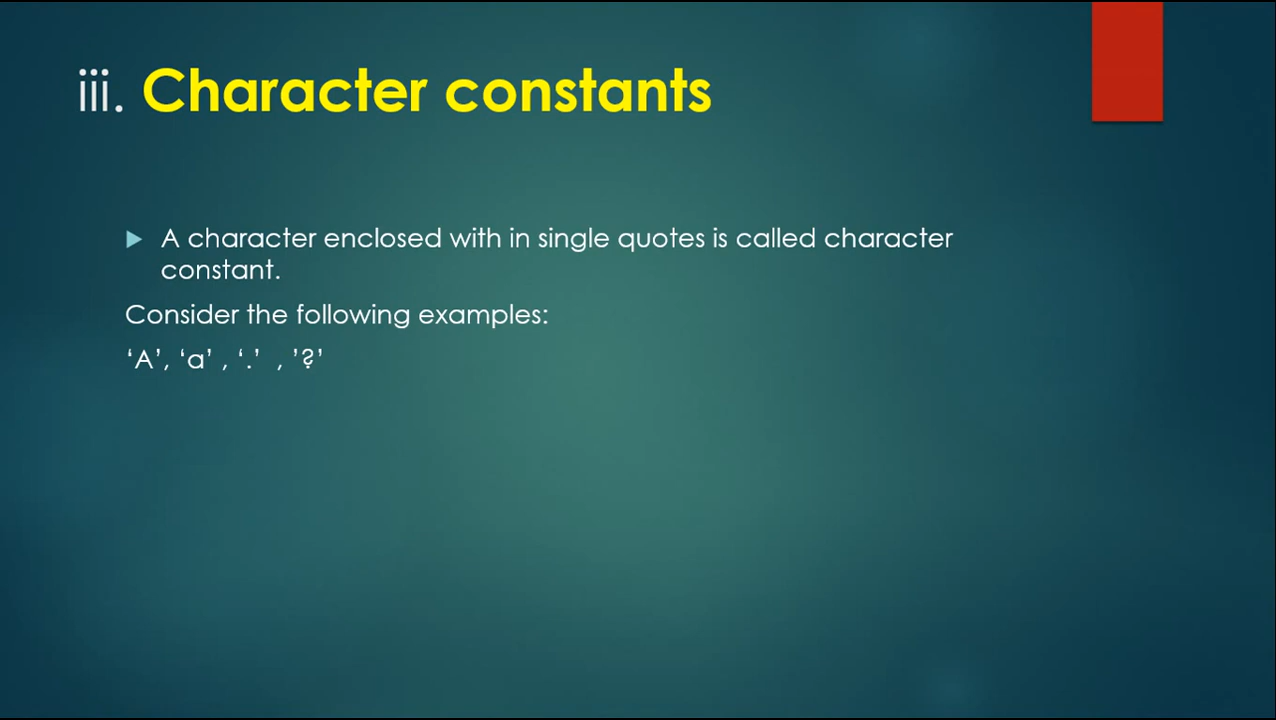 iii. Character constants
A character enclosed with in single quotes is called character
constant.
Consider the following examples:
‘A’, ‘a’ , ‘.’ , ’?’